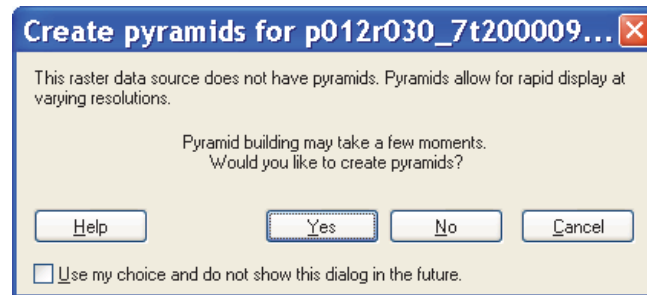 Create pyramids for p012r030_7t200009...
This raster data source does not have pyramids. Pyramids allow for rapid display at
varying resolutions.
Pyramid building may take a few moments.
Would you like to create pyramids?
Help Yes No Cancel
Use my choice and do not show this dialog in the future.